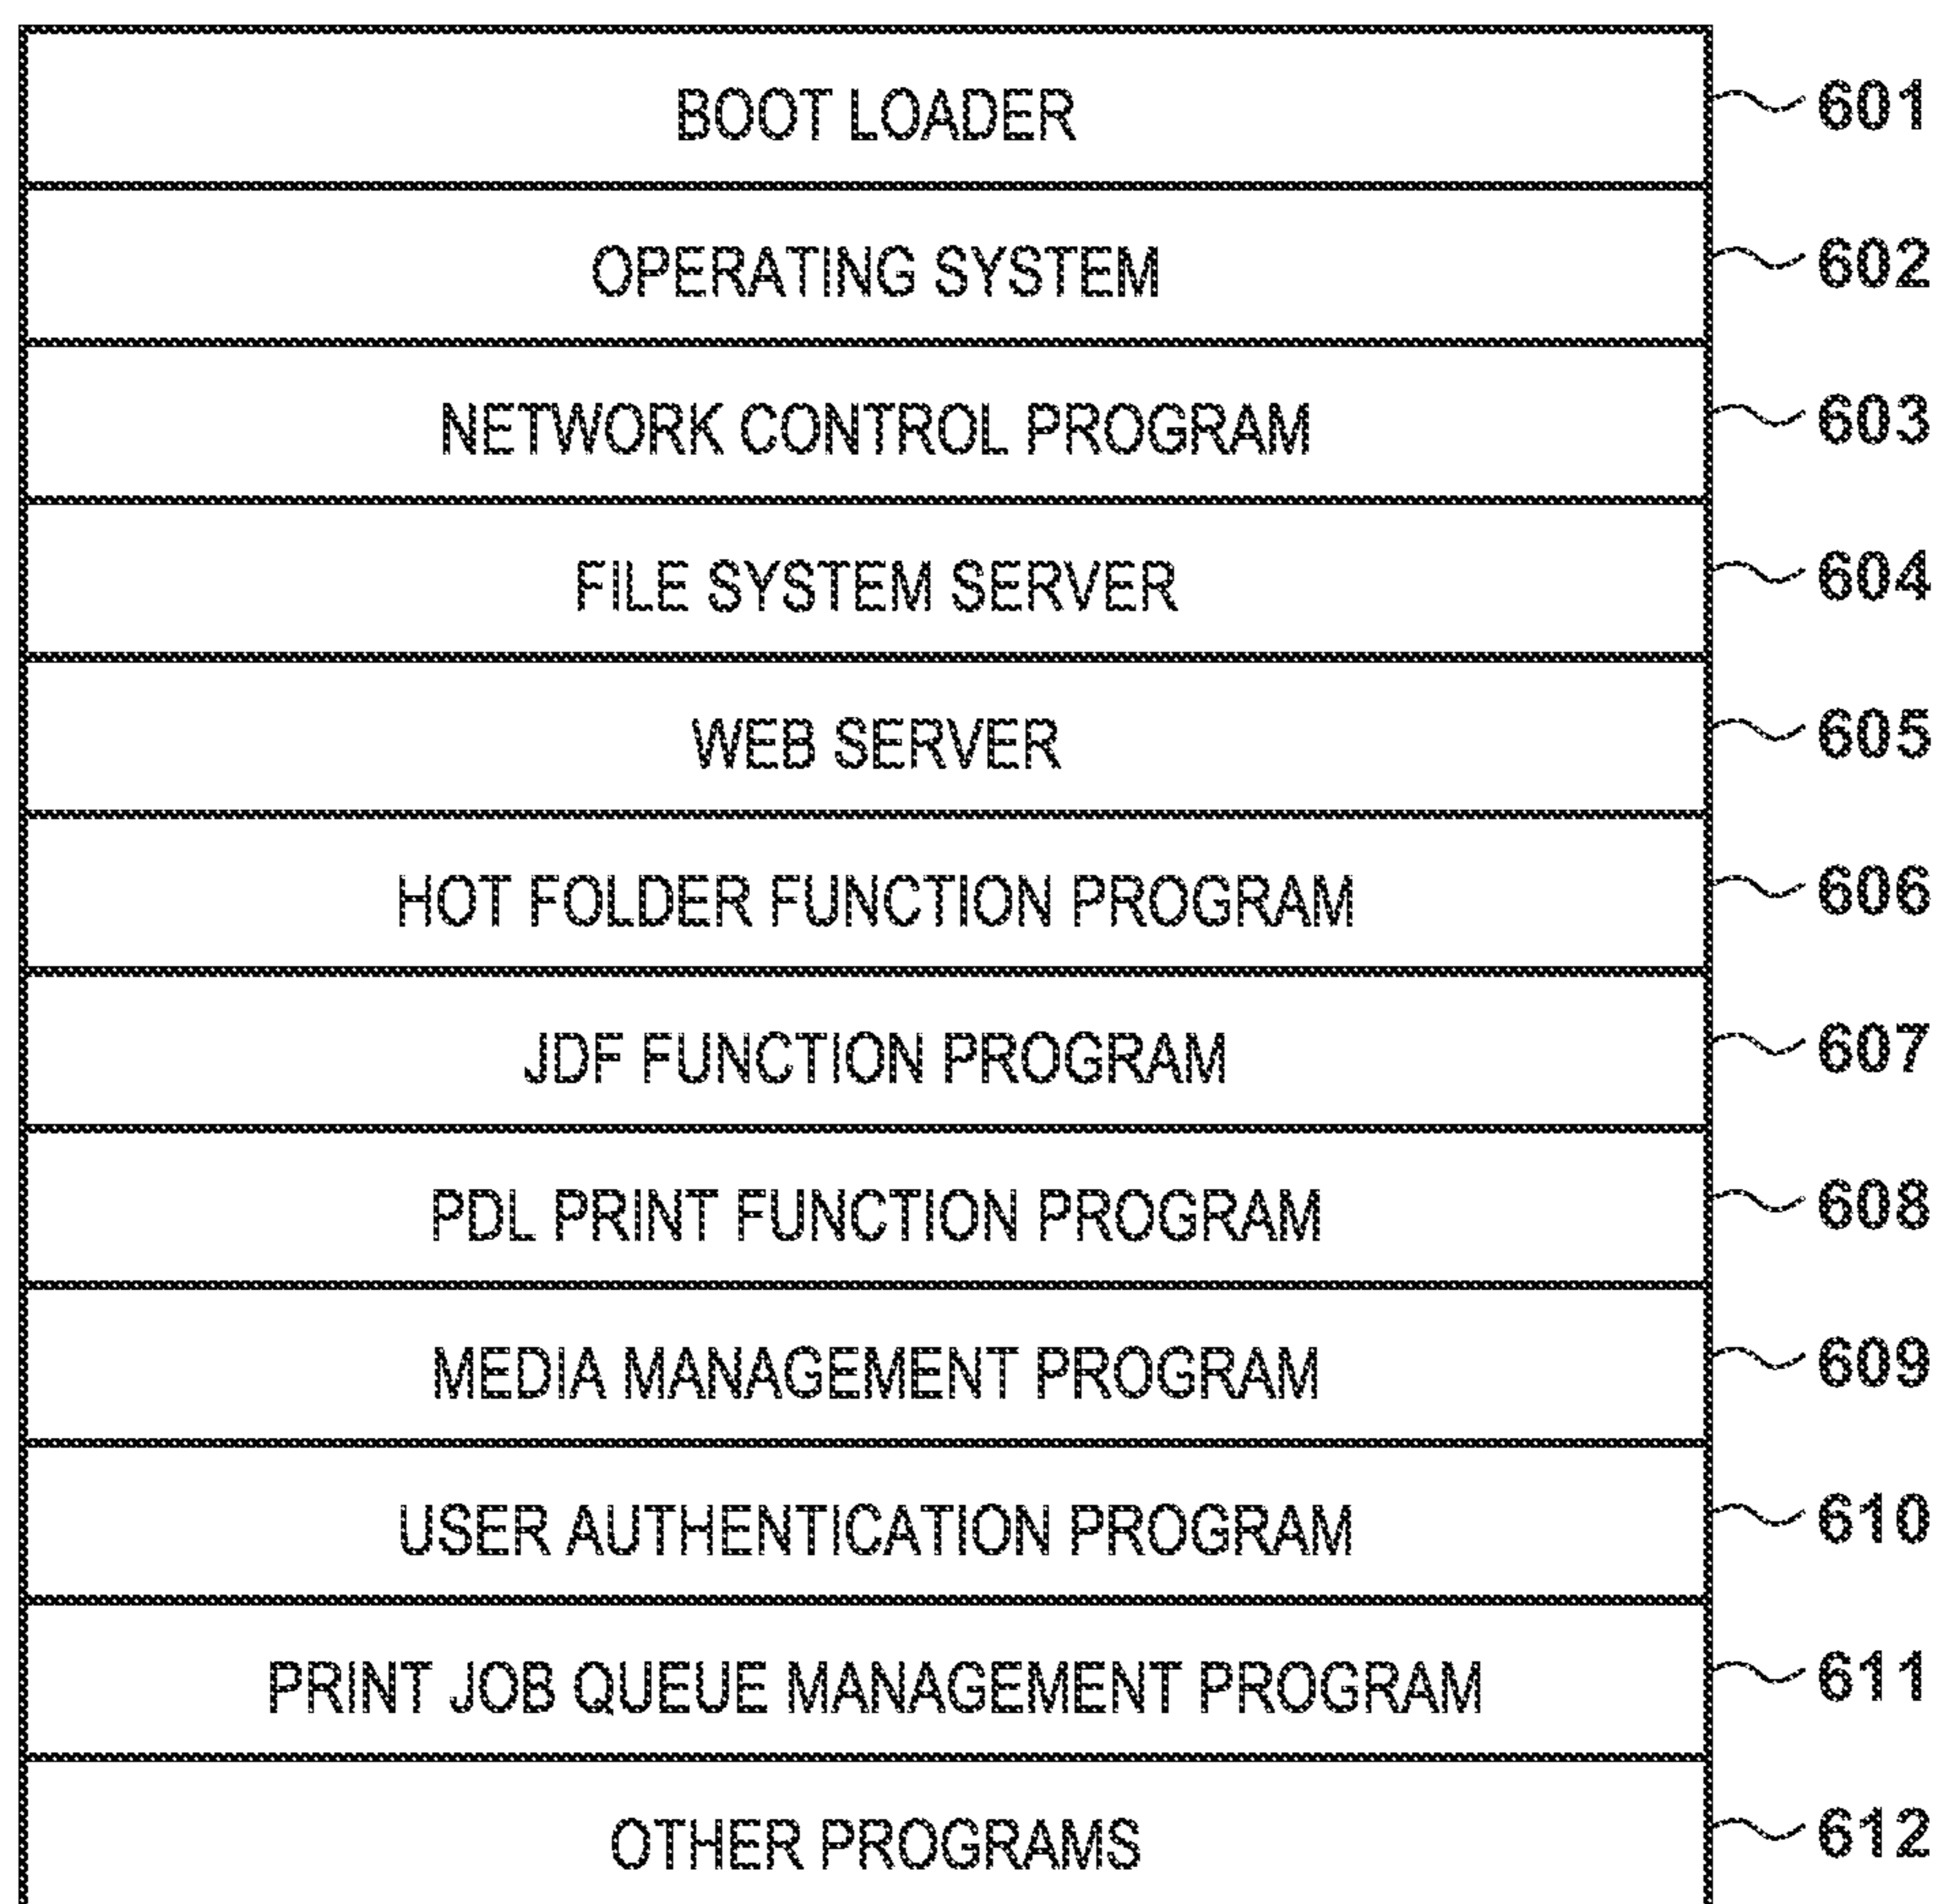 BOOT LOADER 601
OPERATING SYSTEM 602
NETWORK CONTROL PROGRAM 603
FILE SYSTEM SERVER 604
WEB SERVER 605
HOT FOLDER FUNCTION PROGRAM 606
JDF FUNCTION PROGRAM 607
PDL PRINT FUNCTION PROGRAM 608
MEDIA MANAGEMENT PROGRAM 609
USER AUTHENTICATION PROGRAM 610
PRINT JOB QUEUE MANAGEMENT PROGRAM 611
OTHER PROGRAMS 612